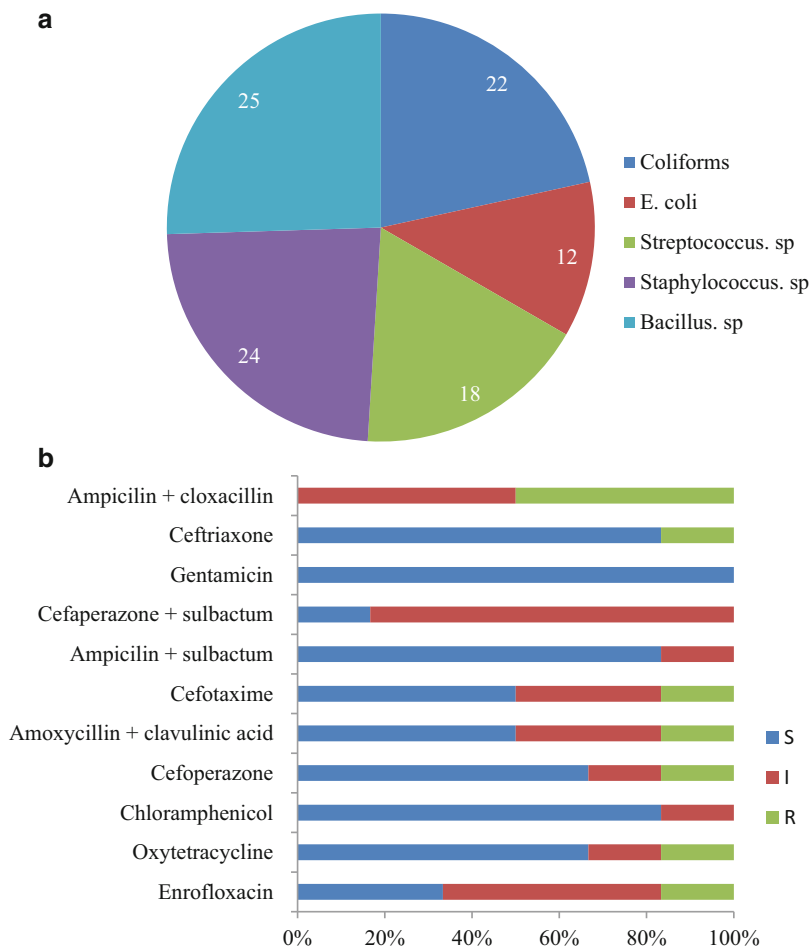 a
22
25
12
24
18
Coliforms
E. coli
Streptococcus. sp
Staphylococcus. sp
Bacillus. sp
b
Ampicilin + cloxacillin
Ceftriaxone
Gentamicin
Cefaperazone + sulbactum
Ampicilin + sulbactum
Cefotaxime
Amoxycillin + clavulinic acid
Cefoperazone
Chloramphenicol
Oxytetracycline
Enrofloxacin
S
I
R
0% 20% 40% 60% 80% 100%